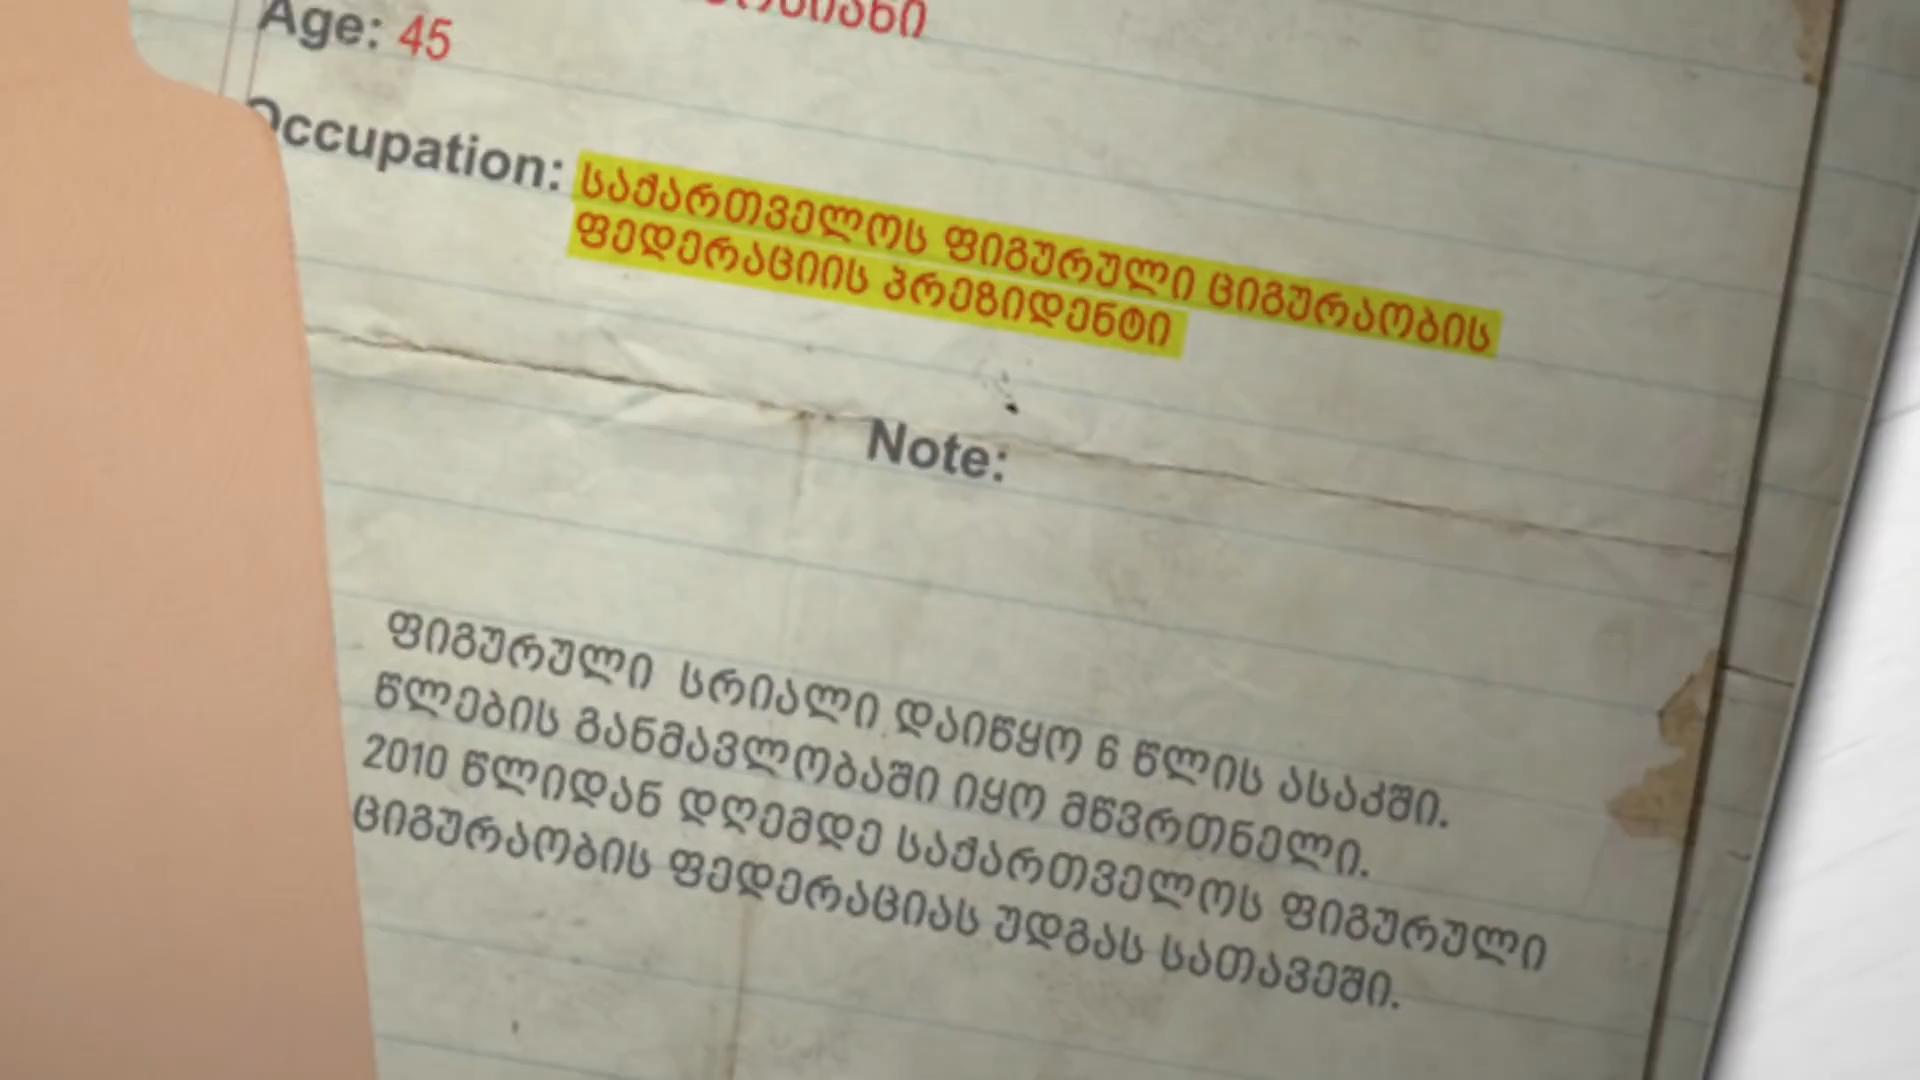 Age: 45
Occupation: საქართველოს ფიგურული ციგურაობის
ფედერაციის პრეზიდენტი
Note:
ფიგურული სრიალი დაიწყო 6 წლის ასაკში.
წლების განმავლობაში იყო მწვრთნელი.
2010 წლიდან დღემდე საქართველოს ფიგურული
ციგურაობის ფედერაციას უდგას სათავეში.